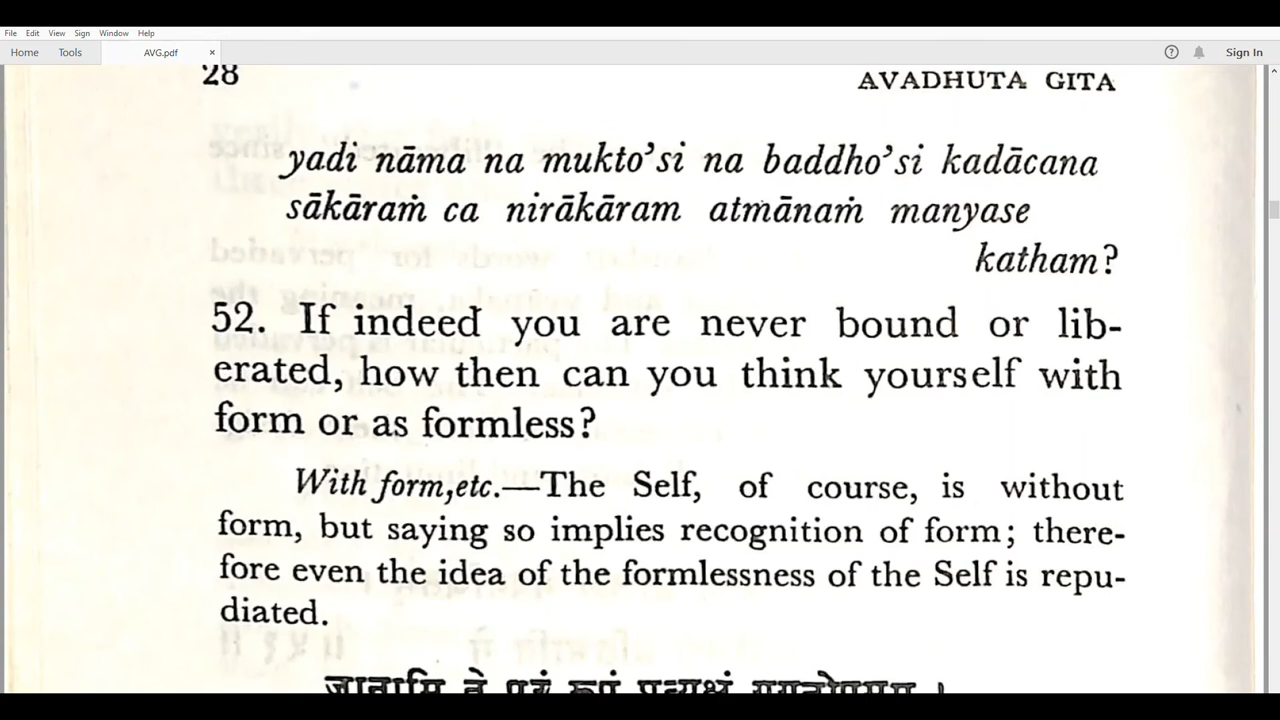 File Edit View Sign Window Help
Home Tools AVG.pdf × Sign In
28 AVADHUTA GITA
yadi nāma na mukto’si na baddho’si kadācana
sākāraṁ ca nirākāram atmānaṁ manyase
katham?
52. If indeed you are never bound or lib-
erated, how then can you think yourself with
form or as formless?
With form,etc.—The Self, of course, is without
form, but saying so implies recognition of form; there-
fore even the idea of the formlessness of the Self is repu-
diated.